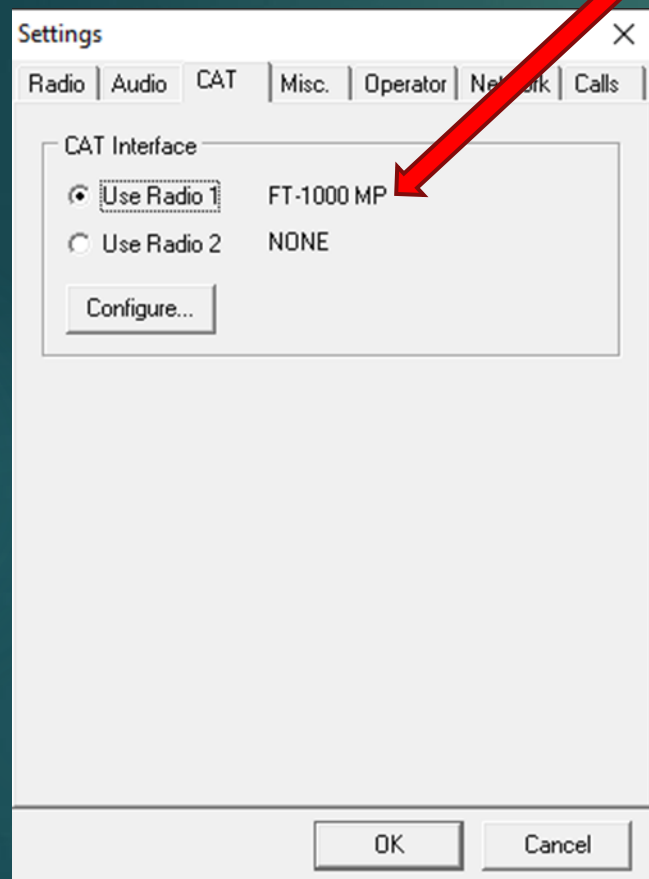 Settings
Radio Audio CAT Misc. Operator Network Calls
CAT Interface
Use Radio 1 FT-1000 MP
Use Radio 2 NONE
Configure...
OK Cancel